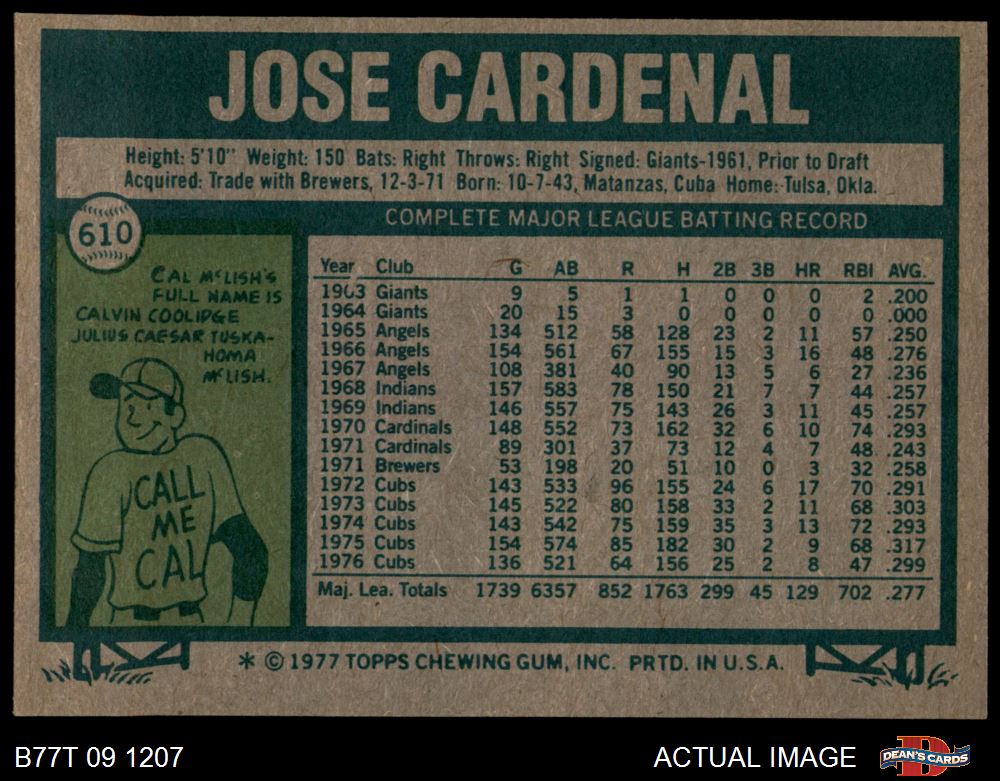 JOSE CARDENAL
Height: 5'10" Weight: 150 Bats: Right Throws: Right Signed: Giants-1961, Prior to Draft
Acquired: Trade with Brewers, 12-3-71 Born: 10-7-43, Matanzas, Cuba Home: Tulsa, Okla.
610
CAL McLISH'S
FULL NAME IS
CALVIN COOLIDGE
JULIUS CAESAR TUSKA-
HOMA
McLISH.
CALL
ME
CAL
COMPLETE MAJOR LEAGUE BATTING RECORD
Year Club G AB R H 2B 3B HR RBI AVG.
1963 Giants 9 5 1 1 0 0 0 2 .200
1964 Giants 20 15 3 0 0 0 0 0 .000
1965 Angels 134 512 58 128 23 2 11 57 .250
1966 Angels 154 561 67 155 15 3 16 48 .276
1967 Angels 108 381 40 90 13 5 6 27 .236
1968 Indians 157 583 78 150 21 7 7 44 .257
1969 Indians 146 557 75 143 26 3 11 45 .257
1970 Cardinals 148 552 73 162 32 6 10 74 .293
1971 Cardinals 89 301 37 73 12 4 7 48 .243
1971 Brewers 53 198 20 51 10 0 3 32 .258
1972 Cubs 143 533 96 155 24 6 17 70 .291
1973 Cubs 145 522 80 158 33 2 11 68 .303
1974 Cubs 143 542 75 159 35 3 13 72 .293
1975 Cubs 154 574 85 182 30 2 9 68 .317
1976 Cubs 136 521 64 156 25 2 8 47 .299
Maj. Lea. Totals 1739 6357 852 1763 299 45 129 702 .277
* © 1977 TOPPS CHEWING GUM, INC. PRTD. IN U.S.A.
B77T 09 1207
ACTUAL IMAGE
D
DEAN'S CARDS